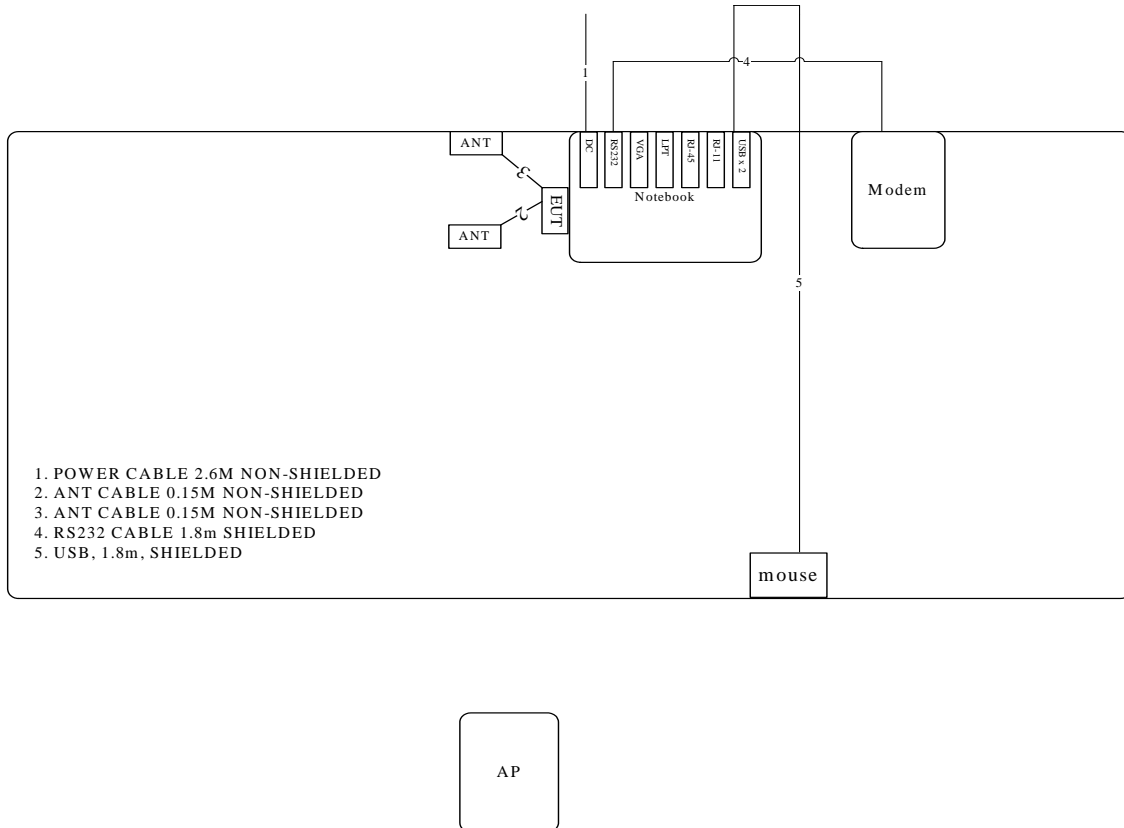 1
4
ANT
DC
RS232
VGA
LPT
RJ-45
RJ-11
USB x 2
3
Modem
EUT
Notebook
2
ANT
5
1. POWER CABLE 2.6M NON-SHIELDED
2. ANT CABLE 0.15M NON-SHIELDED
3. ANT CABLE 0.15M NON-SHIELDED
4. RS232 CABLE 1.8m SHIELDED
5. USB, 1.8m, SHIELDED
mouse
AP